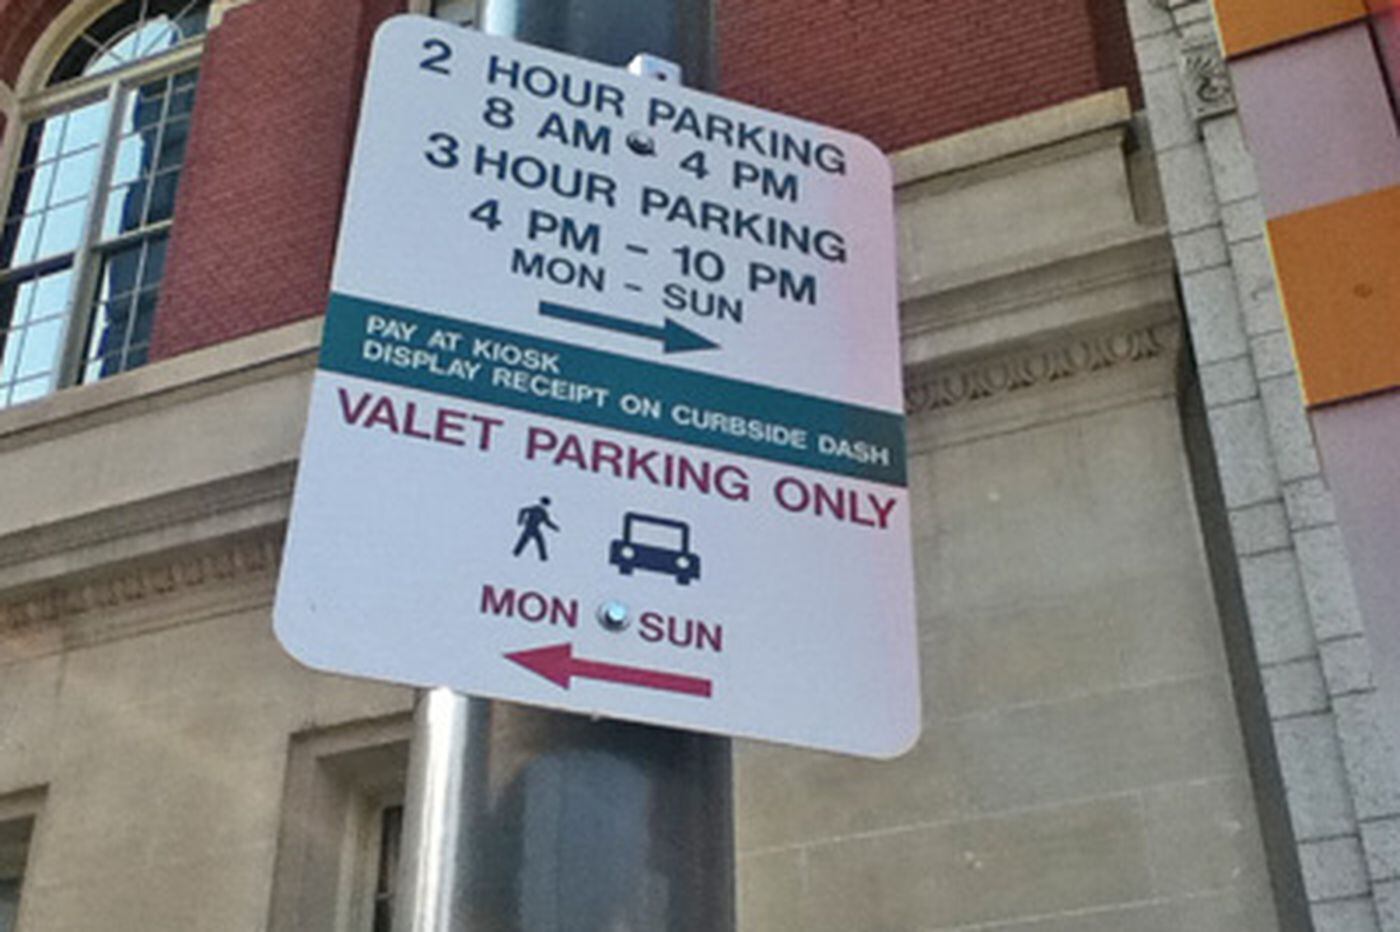 2 HOUR PARKING
8 AM 4 PM
3 HOUR PARKING
4 PM - 10 PM
MON - SUN
PAY AT KIOSK
DISPLAY RECEIPT ON CURBSIDE DASH
VALET PARKING ONLY
MON SUN